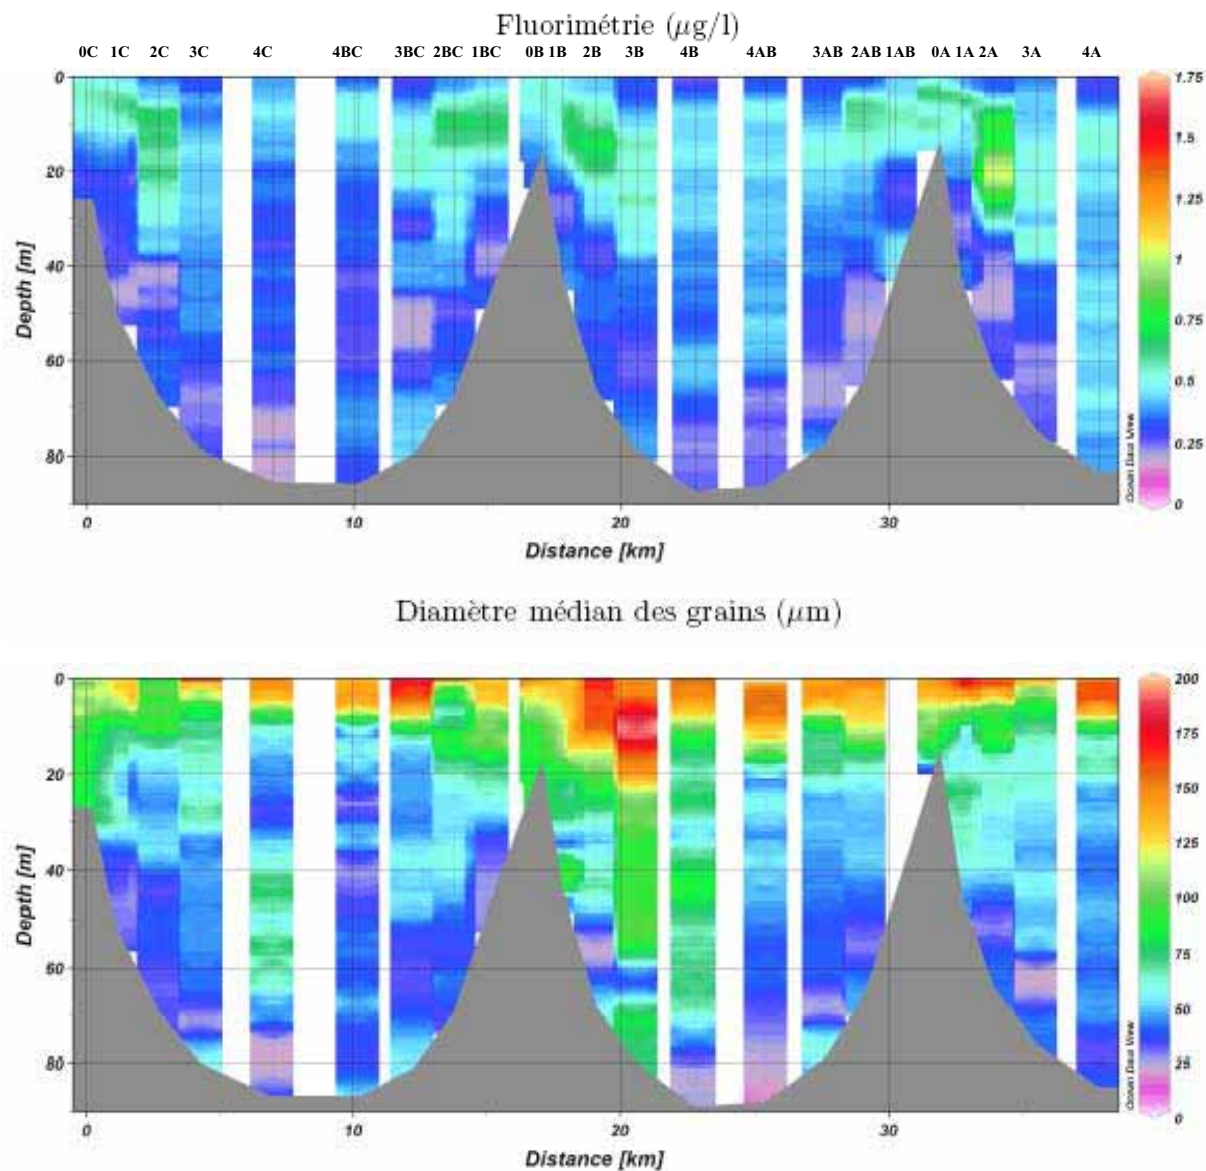 Fluorimétrie (μg/l)
0C 1C 2C 3C 4C 4BC 3BC 2BC 1BC 0B 1B 2B 3B 4B 4AB 3AB 2AB 1AB 0A 1A 2A 3A 4A
0
20
40
60
80
Depth [m]
0 10 20 30
Distance [km]
1.75
1.5
1.25
1
0.75
0.5
0.25
0
Ocean Data View
Diamètre médian des grains (μm)
0
20
40
60
80
Depth [m]
0 10 20 30
Distance [km]
200
175
150
125
100
75
50
25
0
Ocean Data View